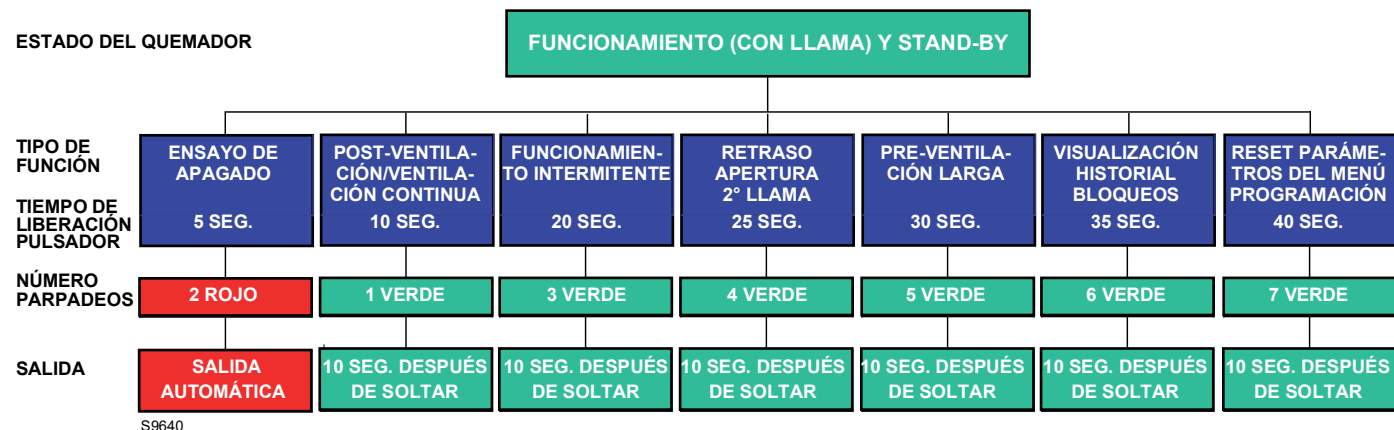 ESTADO DEL QUEMADOR
FUNCIONAMIENTO (CON LLAMA) Y STAND-BY
TIPO DE
FUNCIÓN
ENSAYO DE
APAGADO
POST-VENTILA-
CIÓN/VENTILA-
CIÓN CONTINUA
FUNCIONAMIEN-
TO INTERMITENTE
RETRASO
APERTURA
2° LLAMA
PRE-VENTILA-
CIÓN LARGA
VISUALIZACIÓN
HISTORIAL
BLOQUEOS
RESET PARÁME-
TROS DEL MENÚ
PROGRAMACIÓN
TIEMPO DE
LIBERACIÓN
PULSADOR
5 SEG.
10 SEG.
20 SEG.
25 SEG.
30 SEG.
35 SEG.
40 SEG.
NÚMERO
PARPADEOS
2 ROJO
1 VERDE
3 VERDE
4 VERDE
5 VERDE
6 VERDE
7 VERDE
SALIDA
SALIDA
AUTOMÁTICA
10 SEG. DESPUÉS
DE SOLTAR
10 SEG. DESPUÉS
DE SOLTAR
10 SEG. DESPUÉS
DE SOLTAR
10 SEG. DESPUÉS
DE SOLTAR
10 SEG. DESPUÉS
DE SOLTAR
10 SEG. DESPUÉS
DE SOLTAR
S9640